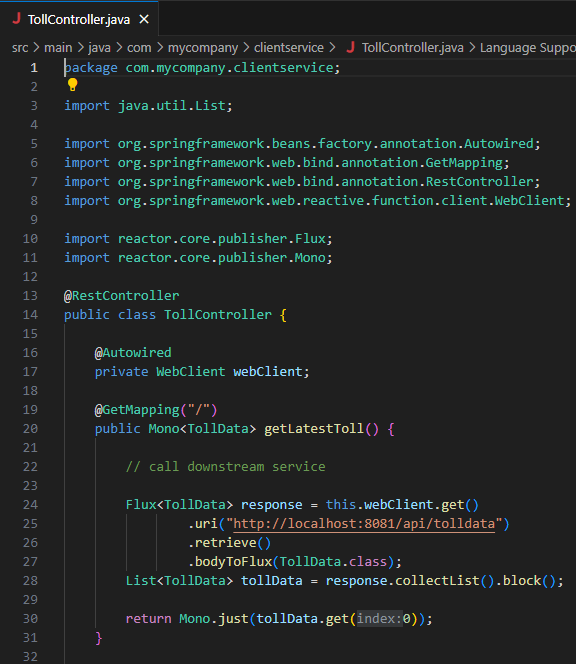 TollController.java ×
src > main > java > com > mycompany > clientservice > J TollController.java > Language Suppo
1 package com.mycompany.clientservice;
2
3 import java.util.List;
4
5 import org.springframework.beans.factory.annotation.Autowired;
6 import org.springframework.web.bind.annotation.GetMapping;
7 import org.springframework.web.bind.annotation.RestController;
8 import org.springframework.web.reactive.function.client.WebClient;
9
10 import reactor.core.publisher.Flux;
11 import reactor.core.publisher.Mono;
12
13 @RestController
14 public class TollController {
15
16 @Autowired
17 private WebClient webClient;
18
19 @GetMapping("/")
20 public Mono<TollData> getLatestToll() {
21
22 // call downstream service
23
24 Flux<TollData> response = this.webClient.get()
25 .uri("http://localhost:8081/api/tolldata")
26 .retrieve()
27 .bodyToFlux(TollData.class);
28 List<TollData> tollData = response.collectList().block();
29
30 return Mono.just(tollData.get(index:0));
31 }
32